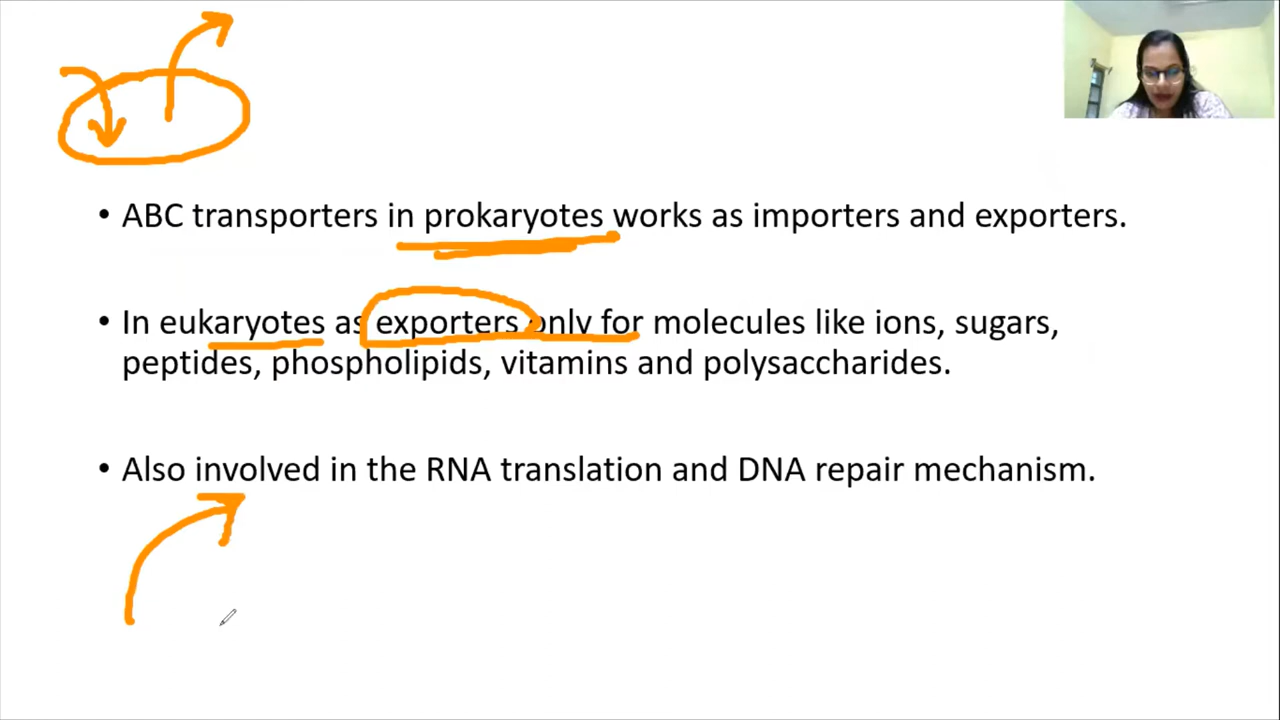 • ABC transporters in prokaryotes works as importers and exporters.
• In eukaryotes as exporters only for molecules like ions, sugars,
peptides, phospholipids, vitamins and polysaccharides.
• Also involved in the RNA translation and DNA repair mechanism.